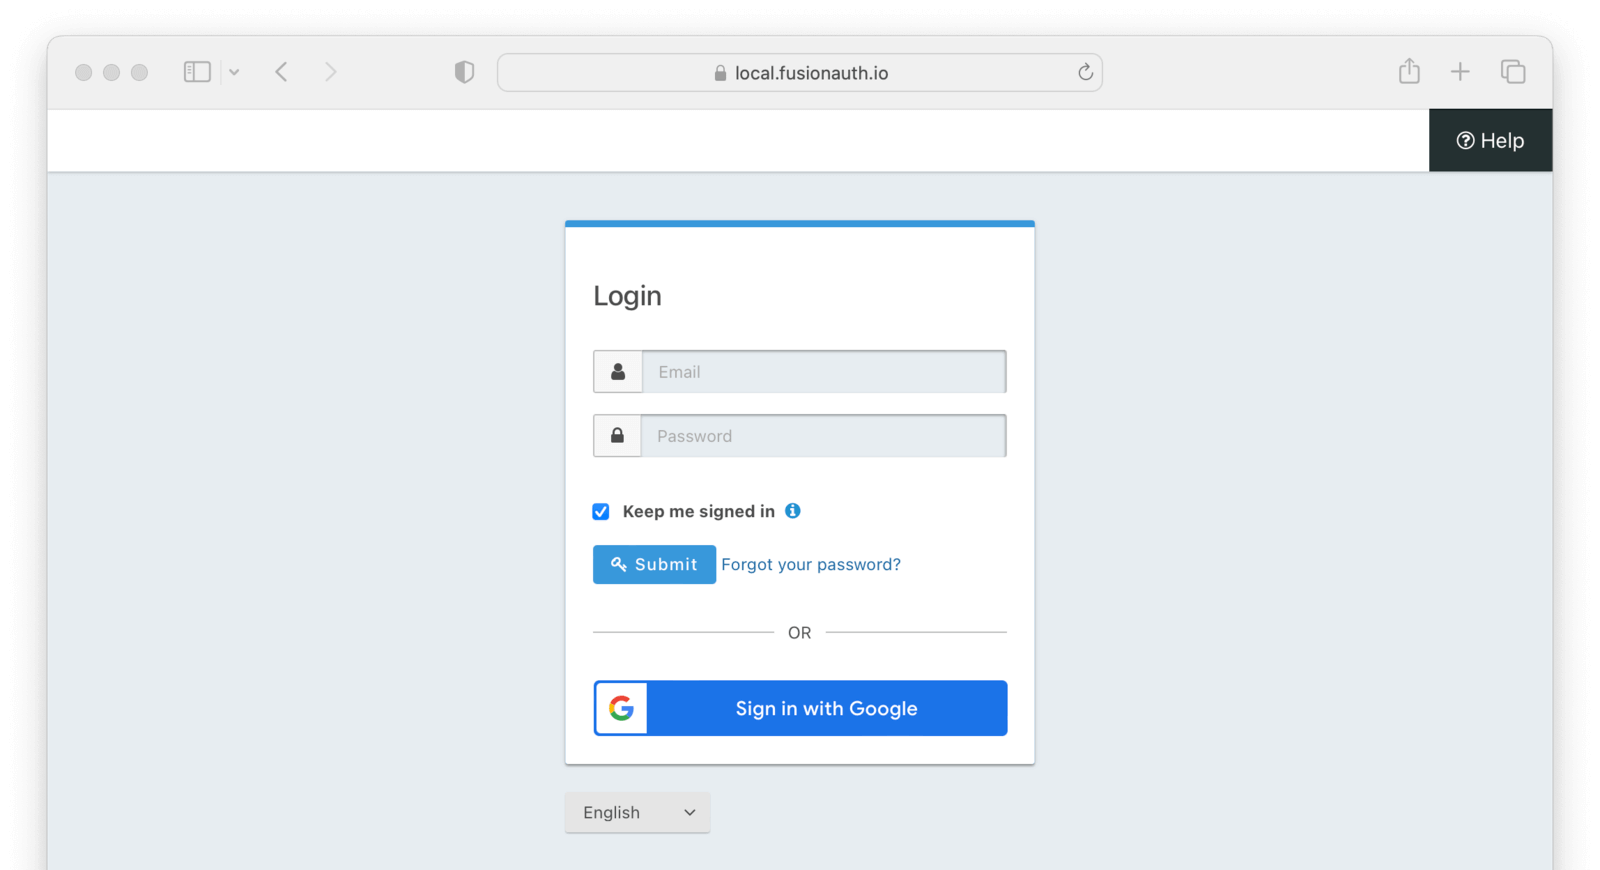 local.fusionauth.io
Help
Login
Email
Password
Keep me signed in
Submit Forgot your password?
OR
Sign in with Google
English